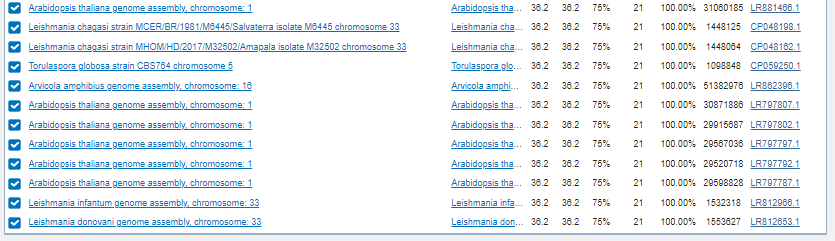 Arabidopsis thaliana genome assembly, chromosome: 1 Arabidopsis tha... 36.2 36.2 75% 21 100.00% 31060185 LR881466.1
Leishmania chagasi strain MCER/BR/1981/M6445/Salvaterra isolate M6445 chromosome 33 Leishmania cha... 36.2 36.2 75% 21 100.00% 1448125 CP048198.1
Leishmania chagasi strain MHOM/HD/2017/M32502/Amapala isolate M32502 chromosome 33 Leishmania cha... 36.2 36.2 75% 21 100.00% 1448064 CP048162.1
Torulaspora globosa strain CBS764 chromosome 5 Torulaspora glo... 36.2 36.2 75% 21 100.00% 1098848 CP059250.1
Arvicola amphibius genome assembly, chromosome: 16 Arvicola amphi... 36.2 36.2 75% 21 100.00% 51382976 LR862396.1
Arabidopsis thaliana genome assembly, chromosome: 1 Arabidopsis tha... 36.2 36.2 75% 21 100.00% 30871886 LR797807.1
Arabidopsis thaliana genome assembly, chromosome: 1 Arabidopsis tha... 36.2 36.2 75% 21 100.00% 29915687 LR797802.1
Arabidopsis thaliana genome assembly, chromosome: 1 Arabidopsis tha... 36.2 36.2 75% 21 100.00% 29567036 LR797797.1
Arabidopsis thaliana genome assembly, chromosome: 1 Arabidopsis tha... 36.2 36.2 75% 21 100.00% 29520718 LR797792.1
Arabidopsis thaliana genome assembly, chromosome: 1 Arabidopsis tha... 36.2 36.2 75% 21 100.00% 29598828 LR797787.1
Leishmania infantum genome assembly, chromosome: 33 Leishmania infa... 36.2 36.2 75% 21 100.00% 1532318 LR812966.1
Leishmania donovani genome assembly, chromosome: 33 Leishmania don... 36.2 36.2 75% 21 100.00% 1553627 LR812653.1